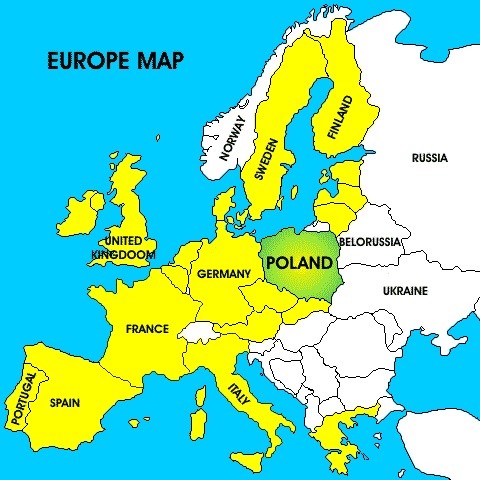 EUROPE MAP
NORWAY
SWEDEN
FINLAND
RUSSIA
UNITED
KINGDOOM
BELORUSSIA
POLAND
GERMANY
UKRAINE
FRANCE
PORTUGAL
SPAIN
ITALY